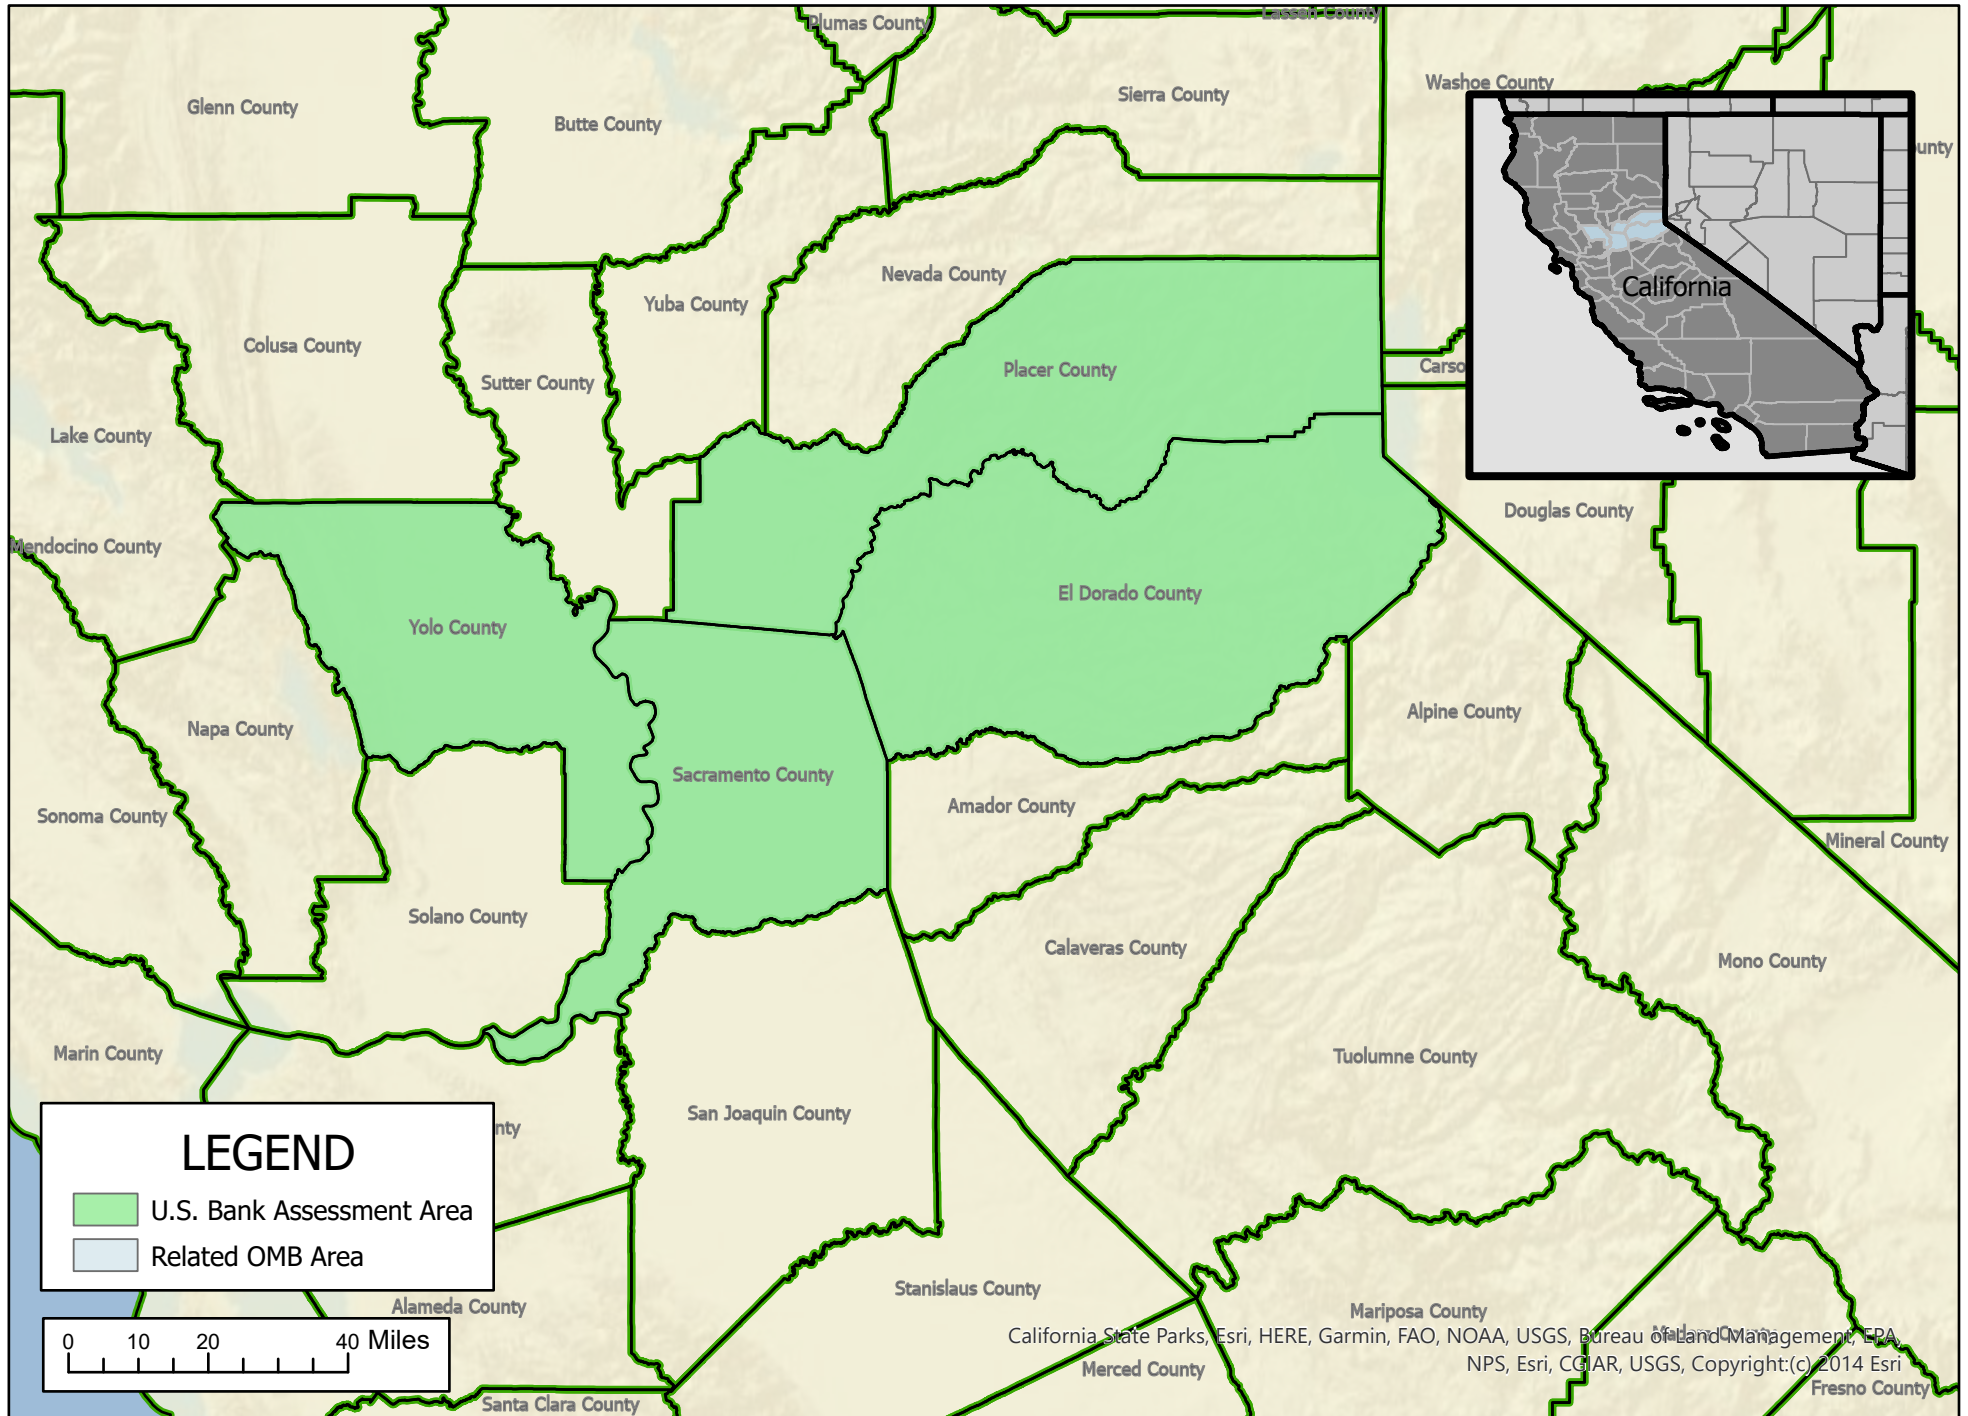 Plumas County
Lassen County
Washoe County
Sierra County
Glenn County
Butte County
unty
Nevada County
Yuba County
California
Colusa County
Placer County
Carso
Sutter County
Lake County
Douglas County
Mendocino County
El Dorado County
Yolo County
Alpine County
Napa County
Sacramento County
Amador County
Sonoma County
Mineral County
Solano County
Calaveras County
Mono County
Marin County
Tuolumne County
San Joaquin County
nty
LEGEND
U.S. Bank Assessment Area
Related OMB Area
Stanislaus County
Alameda County
Mariposa County
Madera County
0 10 20 40 Miles
California State Parks, Esri, HERE, Garmin, FAO, NOAA, USGS, Bureau of Land Management, EPA,
NPS, Esri, CGIAR, USGS, Copyright:(c) 2014 Esri
Merced County
Fresno County
Santa Clara County